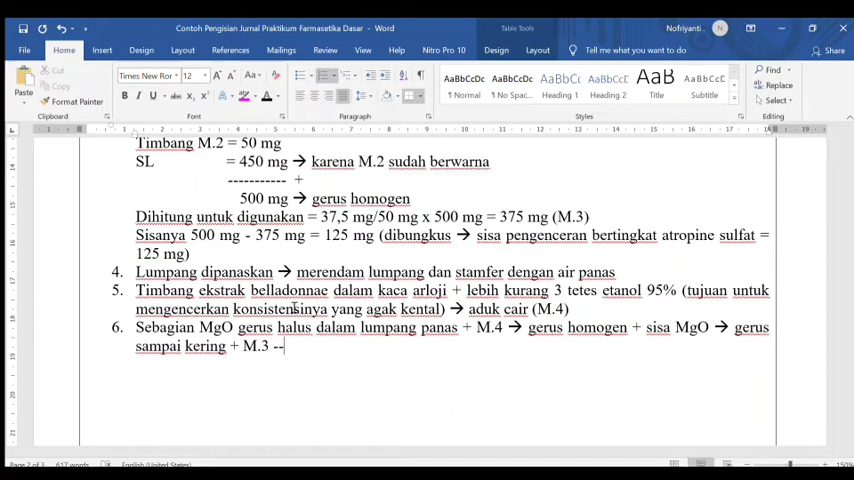 Contoh Pengisian Jurnal Praktikum Farmasetika Dasar - Word
Table Tools
Nofriyanti .
N
File Home Insert Design Layout References Mailings Review View Help Nitro Pro 10 Design Layout Tell me what you want to do Share
Cut
Copy
Format Painter
Paste
Clipboard
Times New Ror 12
Font
Paragraph
AaBbCcDc AaBbCcDc AaBbC AaBbCcC AaB AaBbCcD
¶ Normal ¶ No Spac... Heading 1 Heading 2 Title Subtitle
Styles
Find
Replace
Select
Editing
Timbang M.2 = 50 mg
SL = 450 mg → karena M.2 sudah berwarna
----------- +
500 mg → gerus homogen
Dihitung untuk digunakan = 37,5 mg/50 mg x 500 mg = 375 mg (M.3)
Sisanya 500 mg - 375 mg = 125 mg (dibungkus → sisa pengenceran bertingkat atropine sulfat =
125 mg)
4. Lumpang dipanaskan → merendam lumpang dan stamfer dengan air panas
5. Timbang ekstrak belladonnae dalam kaca arloji + lebih kurang 3 tetes etanol 95% (tujuan untuk
mengencerkan konsistensinya yang agak kental) → aduk cair (M.4)
6. Sebagian MgO gerus halus dalam lumpang panas + M.4 → gerus homogen + sisa MgO → gerus
sampai kering + M.3 --
Page 2 of 3 617 words English (United States) 150%